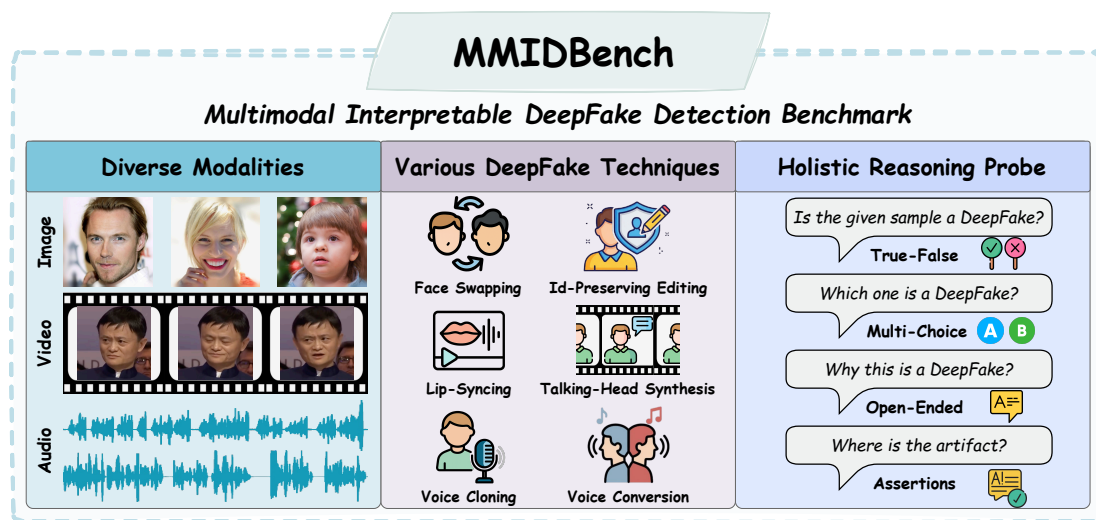 MMIDBench
Multimodal Interpretable DeepFake Detection Benchmark
Diverse Modalities
Image
Video
Audio
Various DeepFake Techniques
Face Swapping
Id-Preserving Editing
Lip-Syncing
Talking-Head Synthesis
Voice Cloning
Voice Conversion
Holistic Reasoning Probe
Is the given sample a DeepFake?
True-False
Which one is a DeepFake?
Multi-Choice
A B
Why this is a DeepFake?
Open-Ended
A
Where is the artifact?
Assertions